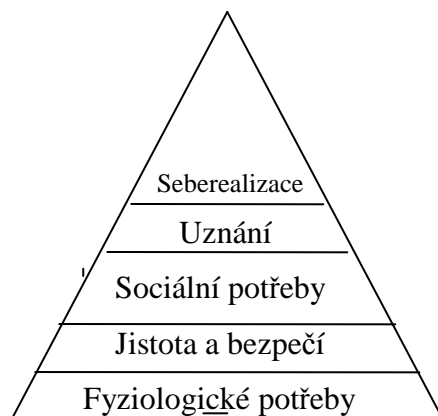 Seberealizace
Uznání
Sociální potřeby
Jistota a bezpečí
Fyziologické potřeby